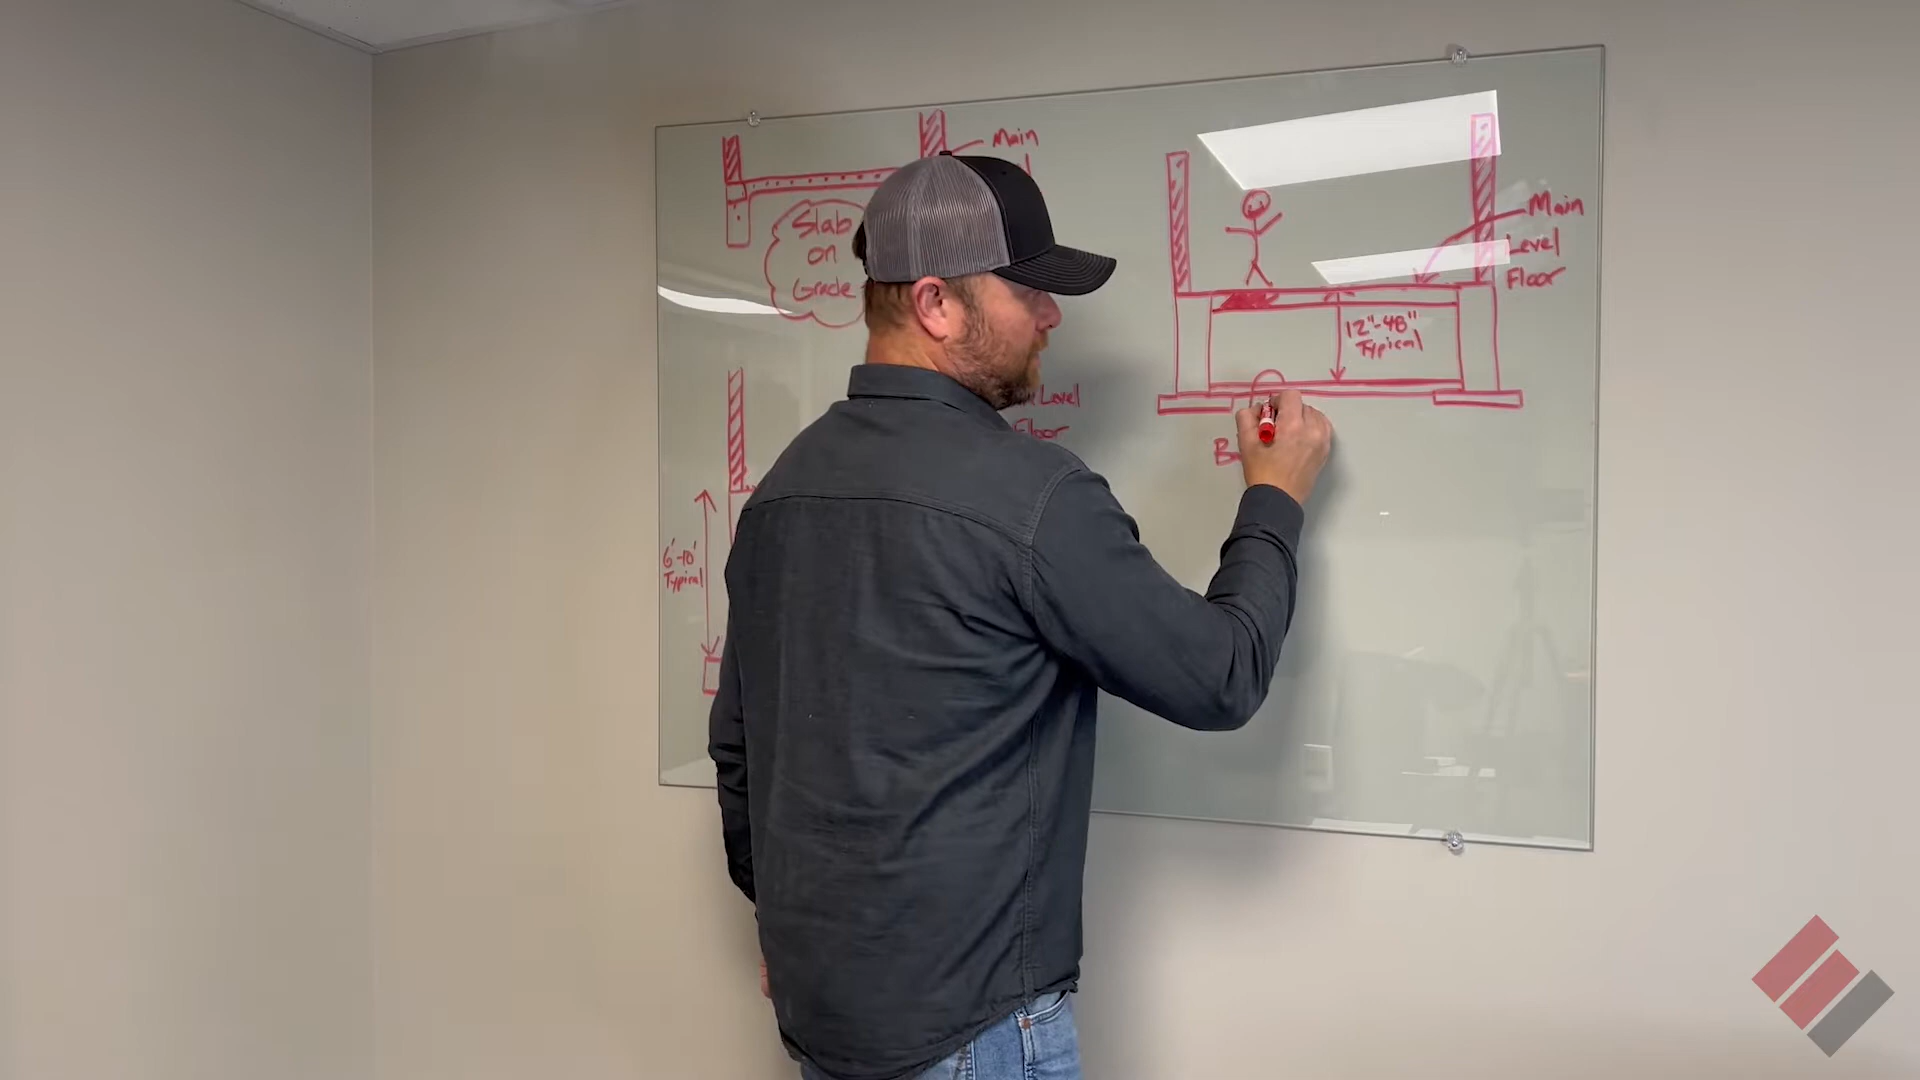 Main
Slab
on
Grade
Level
Floor
6'-10'
Typical
Main
Level
Floor
12"-48"
Typical